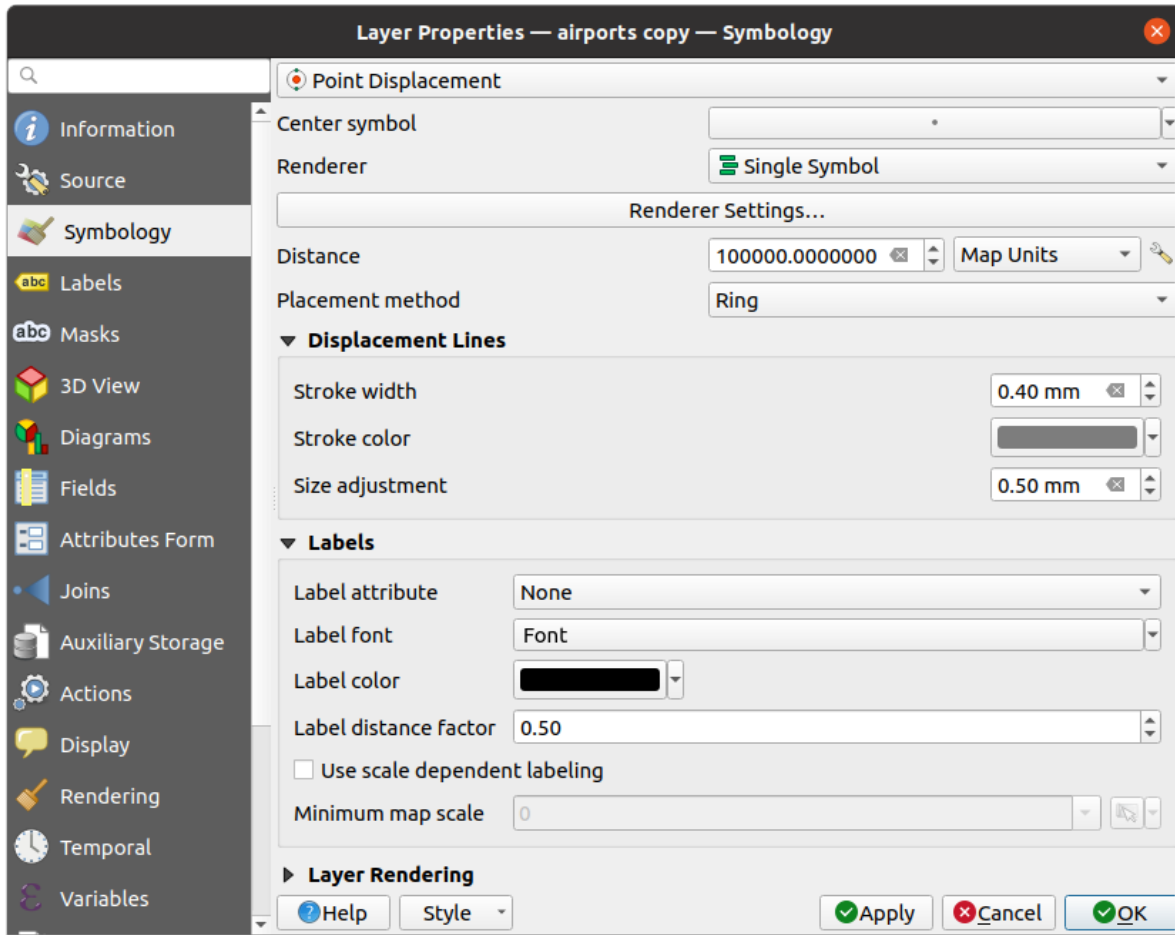 Layer Properties — airports copy — Symbology
Information
Source
Symbology
abc Labels
abc Masks
3D View
Diagrams
Fields
Attributes Form
Joins
Auxiliary Storage
Actions
Display
Rendering
Temporal
Variables
Point Displacement
Center symbol
Renderer Single Symbol
Renderer Settings...
Distance 100000.0000000 Map Units
Placement method Ring
Displacement Lines
Stroke width 0.40 mm
Stroke color
Size adjustment 0.50 mm
Labels
Label attribute None
Label font Font
Label color
Label distance factor 0.50
Use scale dependent labeling
Minimum map scale 0
Layer Rendering
Help Style Apply Cancel OK